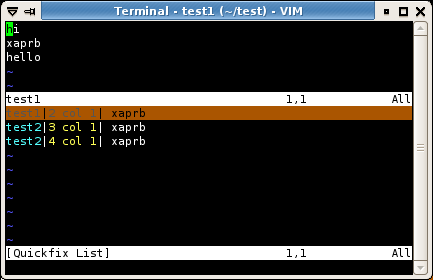 Terminal - test1 (~/test) - VIM
hi
xaprb
hello
~
~
test1 1,1 All
test1|2 col 1| xaprb
test2|3 col 1| xaprb
test2|4 col 1| xaprb
~
~
~
~
~
~
~
[Quickfix List] 1,1 All